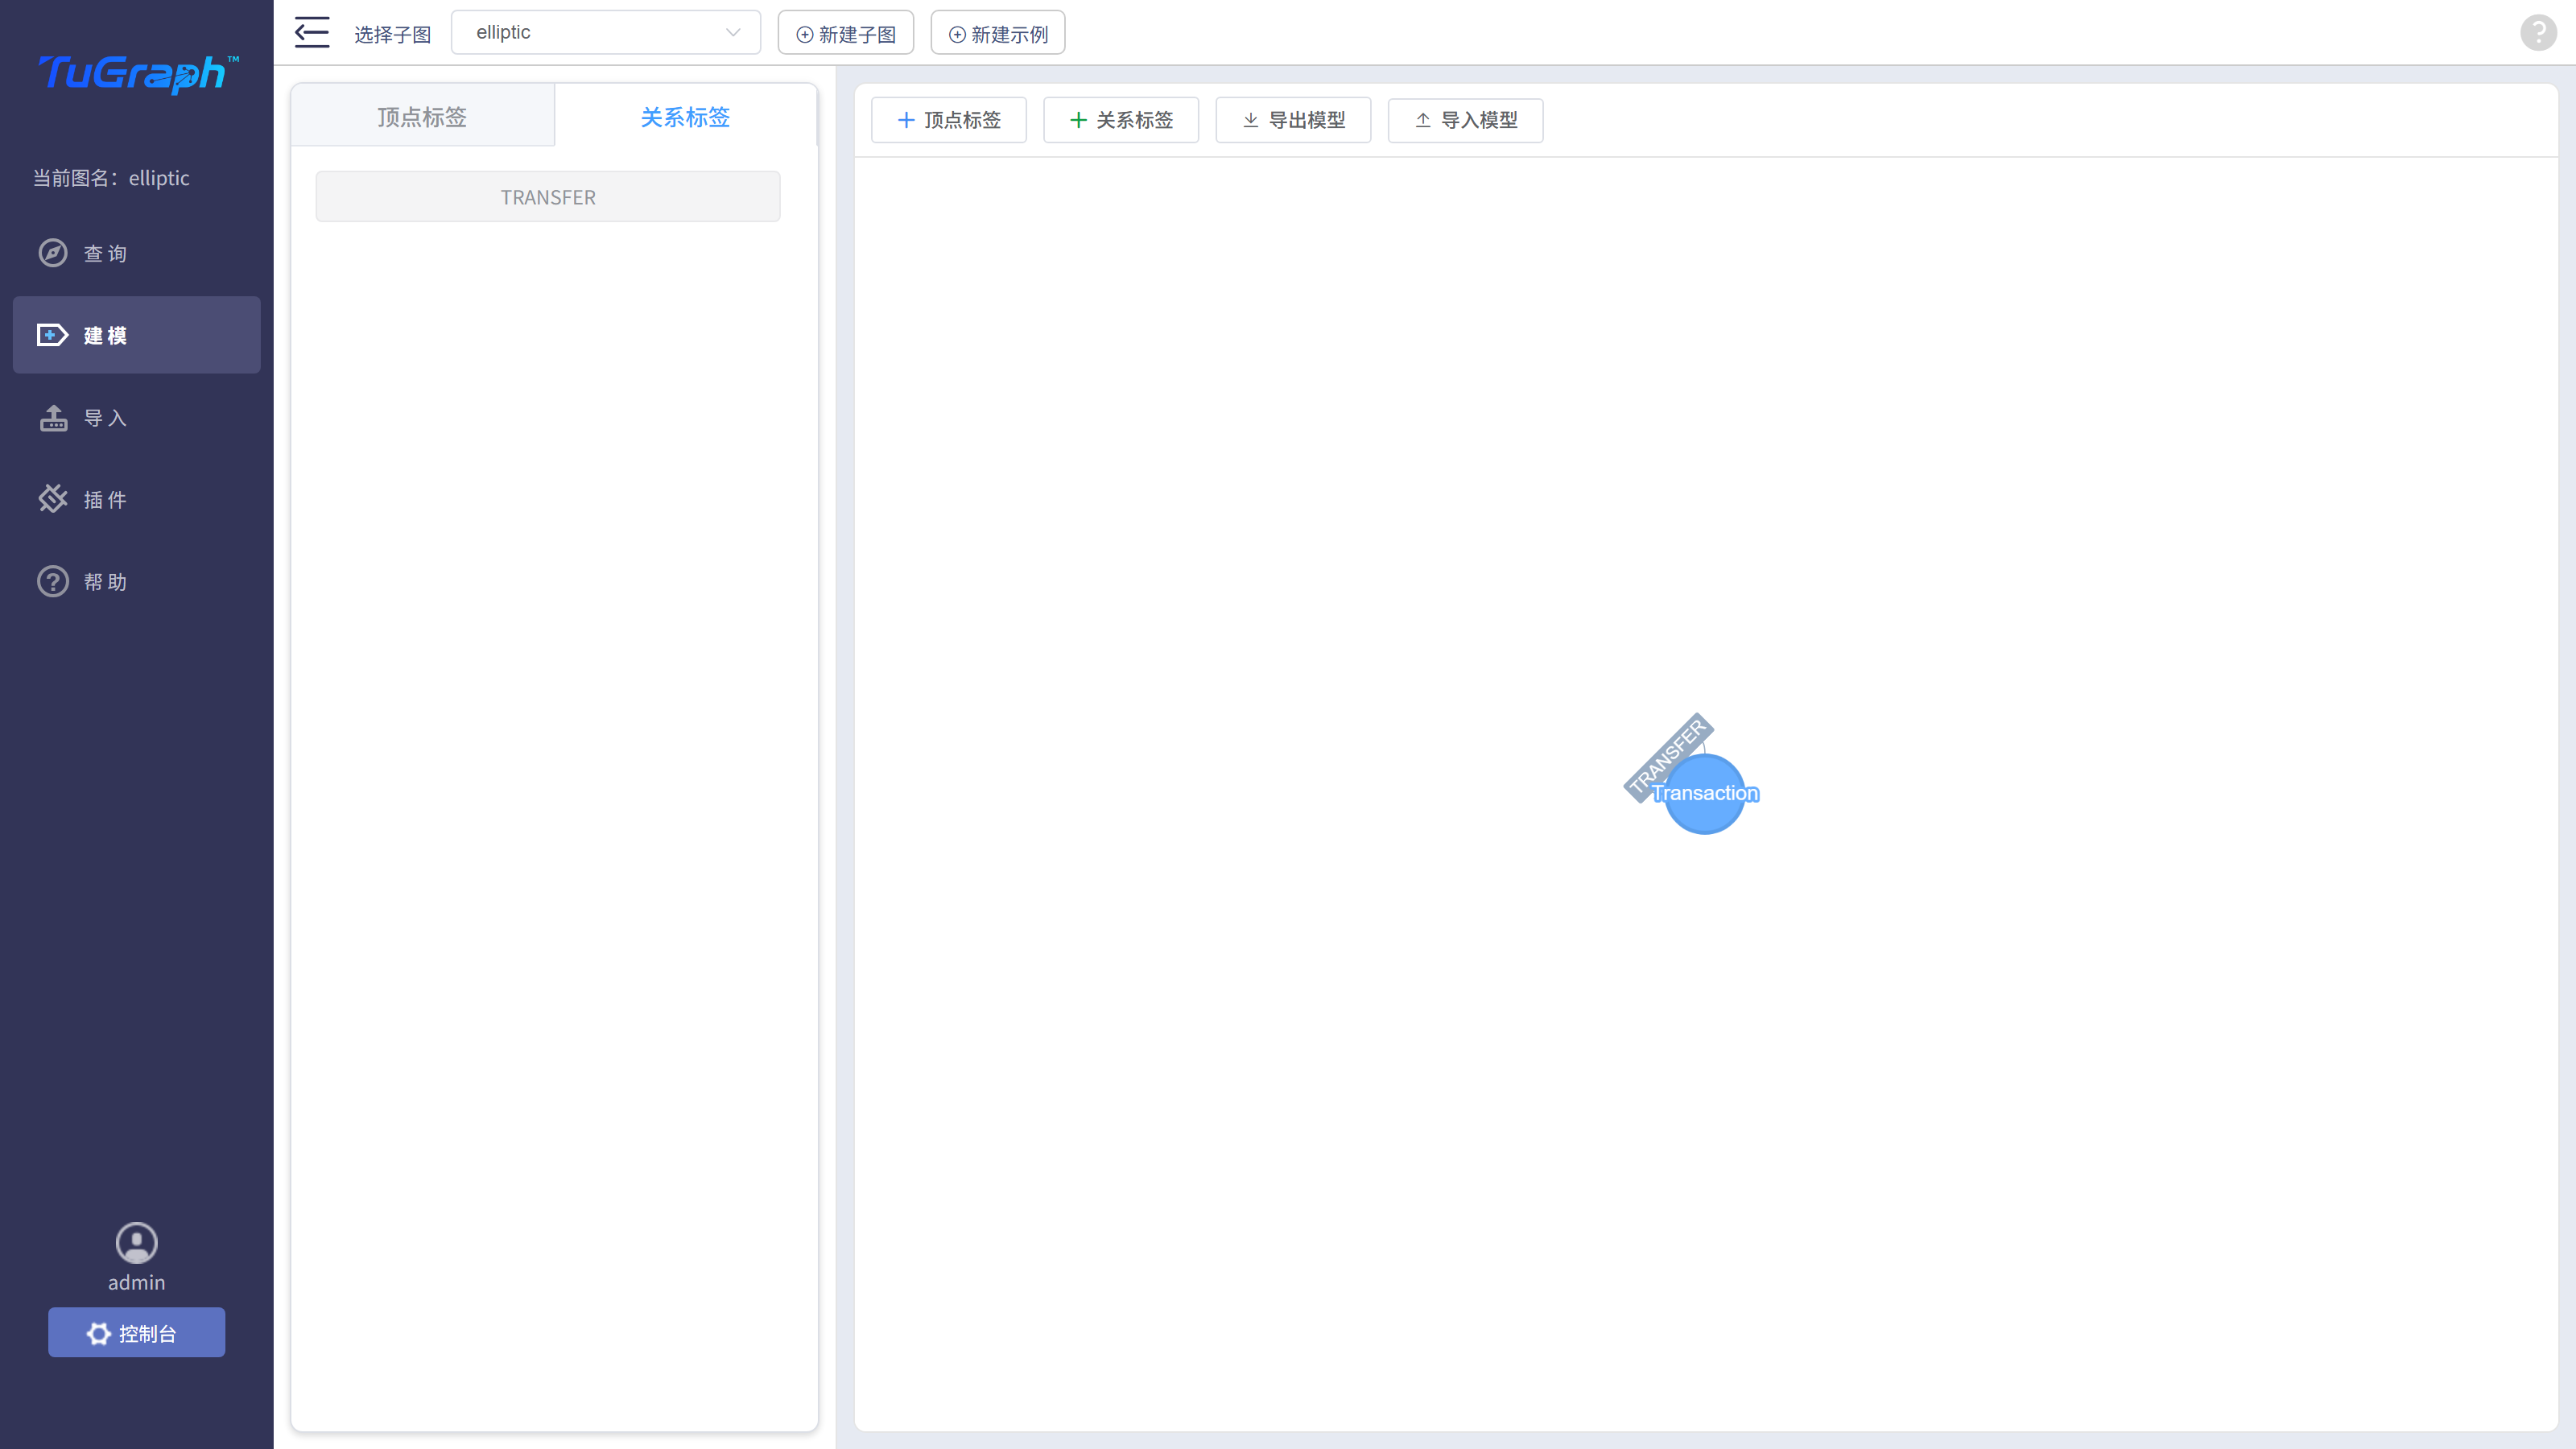 TuGraph™
当前图名：elliptic
查 询
建 模
导 入
插 件
帮 助
admin
控制台
选择子图
elliptic
新建子图
新建示例
顶点标签
关系标签
TRANSFER
顶点标签
关系标签
导出模型
导入模型
TRANSFER
Transaction